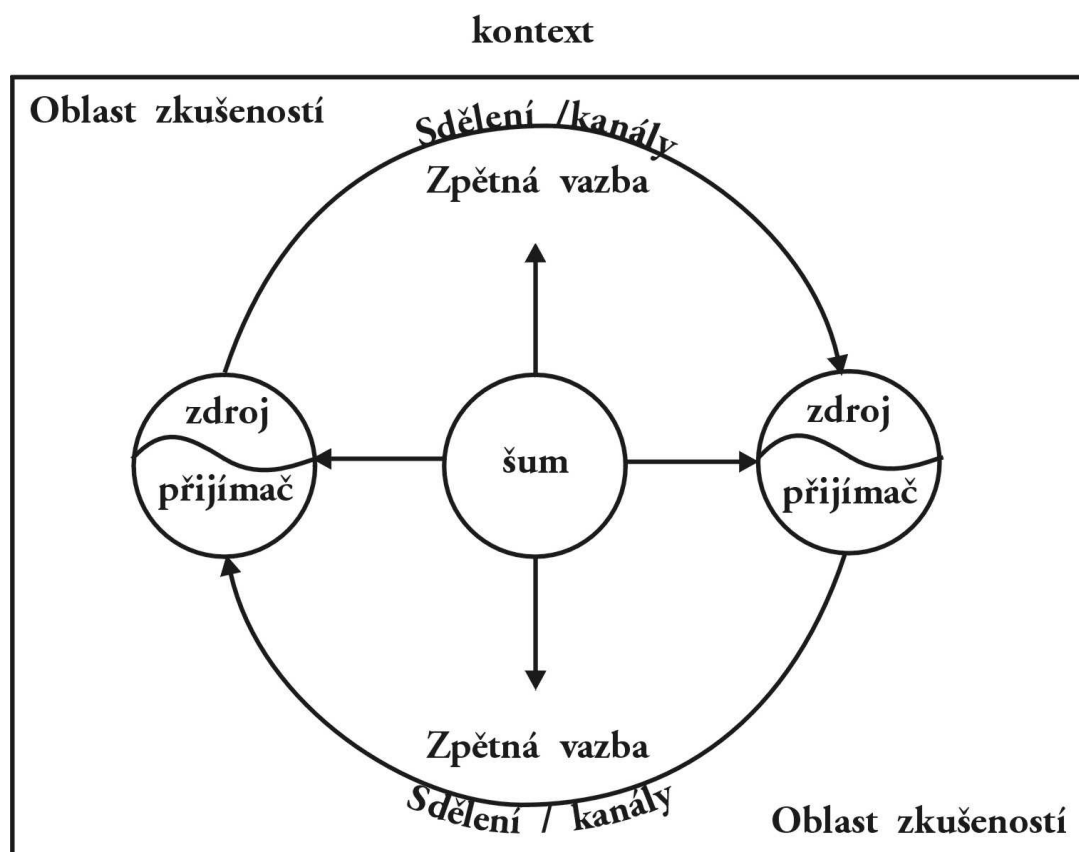 kontext
Oblast zkušeností
Sdělení /kanály
Zpětná vazba
zdroj
přijímač
šum
zdroj
přijímač
Zpětná vazba
Sdělení / kanály
Oblast zkušeností